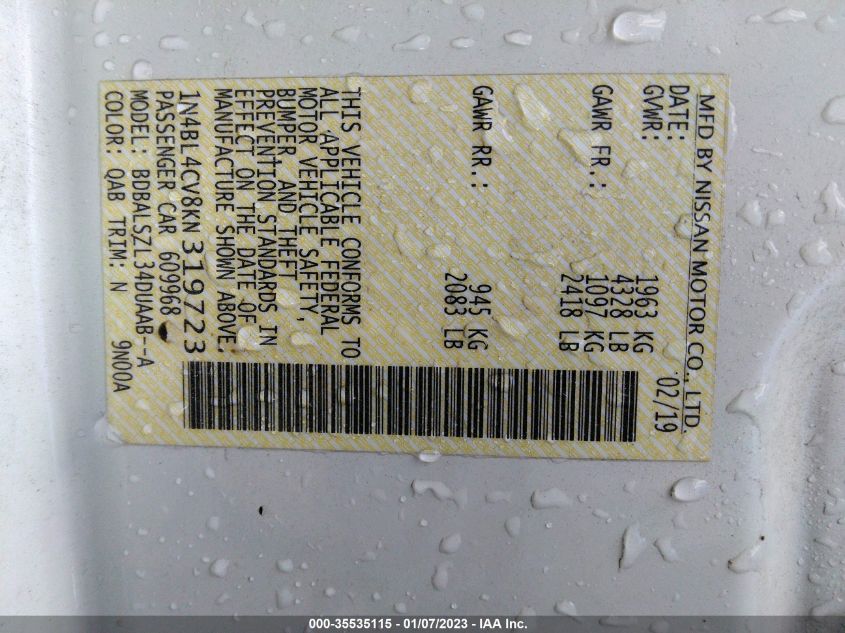 MFD BY NISSAN MOTOR CO., LTD.
DATE: 02/19
GVWR: 1963 KG
4328 LB
GAWR FR.: 1097 KG
2418 LB
GAWR RR.: 945 KG
2083 LB
THIS VEHICLE CONFORMS TO
ALL APPLICABLE FEDERAL
MOTOR VEHICLE SAFETY,
BUMPER, AND THEFT
PREVENTION STANDARDS IN
EFFECT ON THE DATE OF
MANUFACTURE SHOWN ABOVE.
1N4BL4CV8KN319723
PASSENGER CAR 609968
MODEL: BDBALSZL34DUAAB--A
COLOR: QAB TRIM: N 9N00A
000-35535115 - 01/07/2023 - IAA Inc.